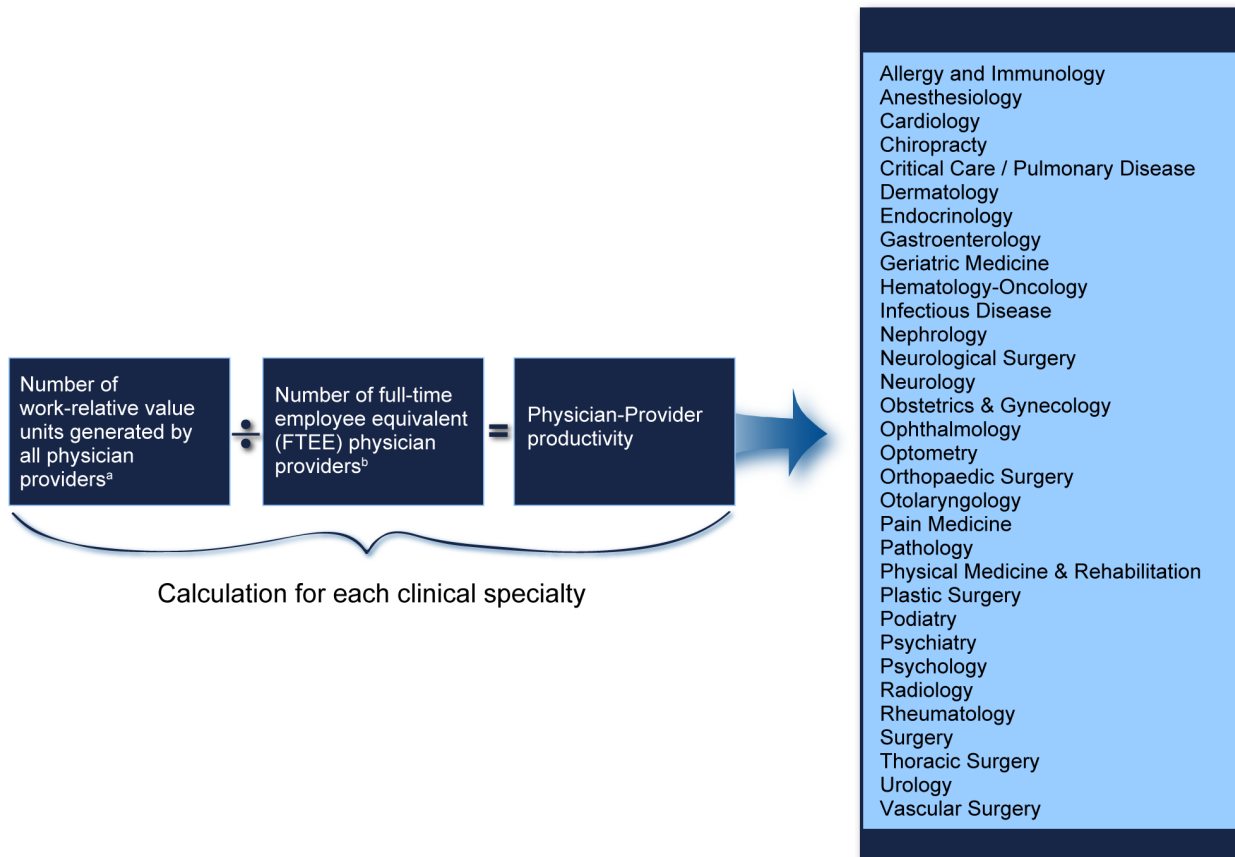 Number of
work-relative value
units generated by
all physician
providersᵃ
÷
Number of full-time
employee equivalent
(FTEE) physician
providersᵇ
=
Physician-Provider
productivity
Calculation for each clinical specialty
Allergy and Immunology
Anesthesiology
Cardiology
Chiropracty
Critical Care / Pulmonary Disease
Dermatology
Endocrinology
Gastroenterology
Geriatric Medicine
Hematology-Oncology
Infectious Disease
Nephrology
Neurological Surgery
Neurology
Obstetrics & Gynecology
Ophthalmology
Optometry
Orthopaedic Surgery
Otolaryngology
Pain Medicine
Pathology
Physical Medicine & Rehabilitation
Plastic Surgery
Podiatry
Psychiatry
Psychology
Radiology
Rheumatology
Surgery
Thoracic Surgery
Urology
Vascular Surgery